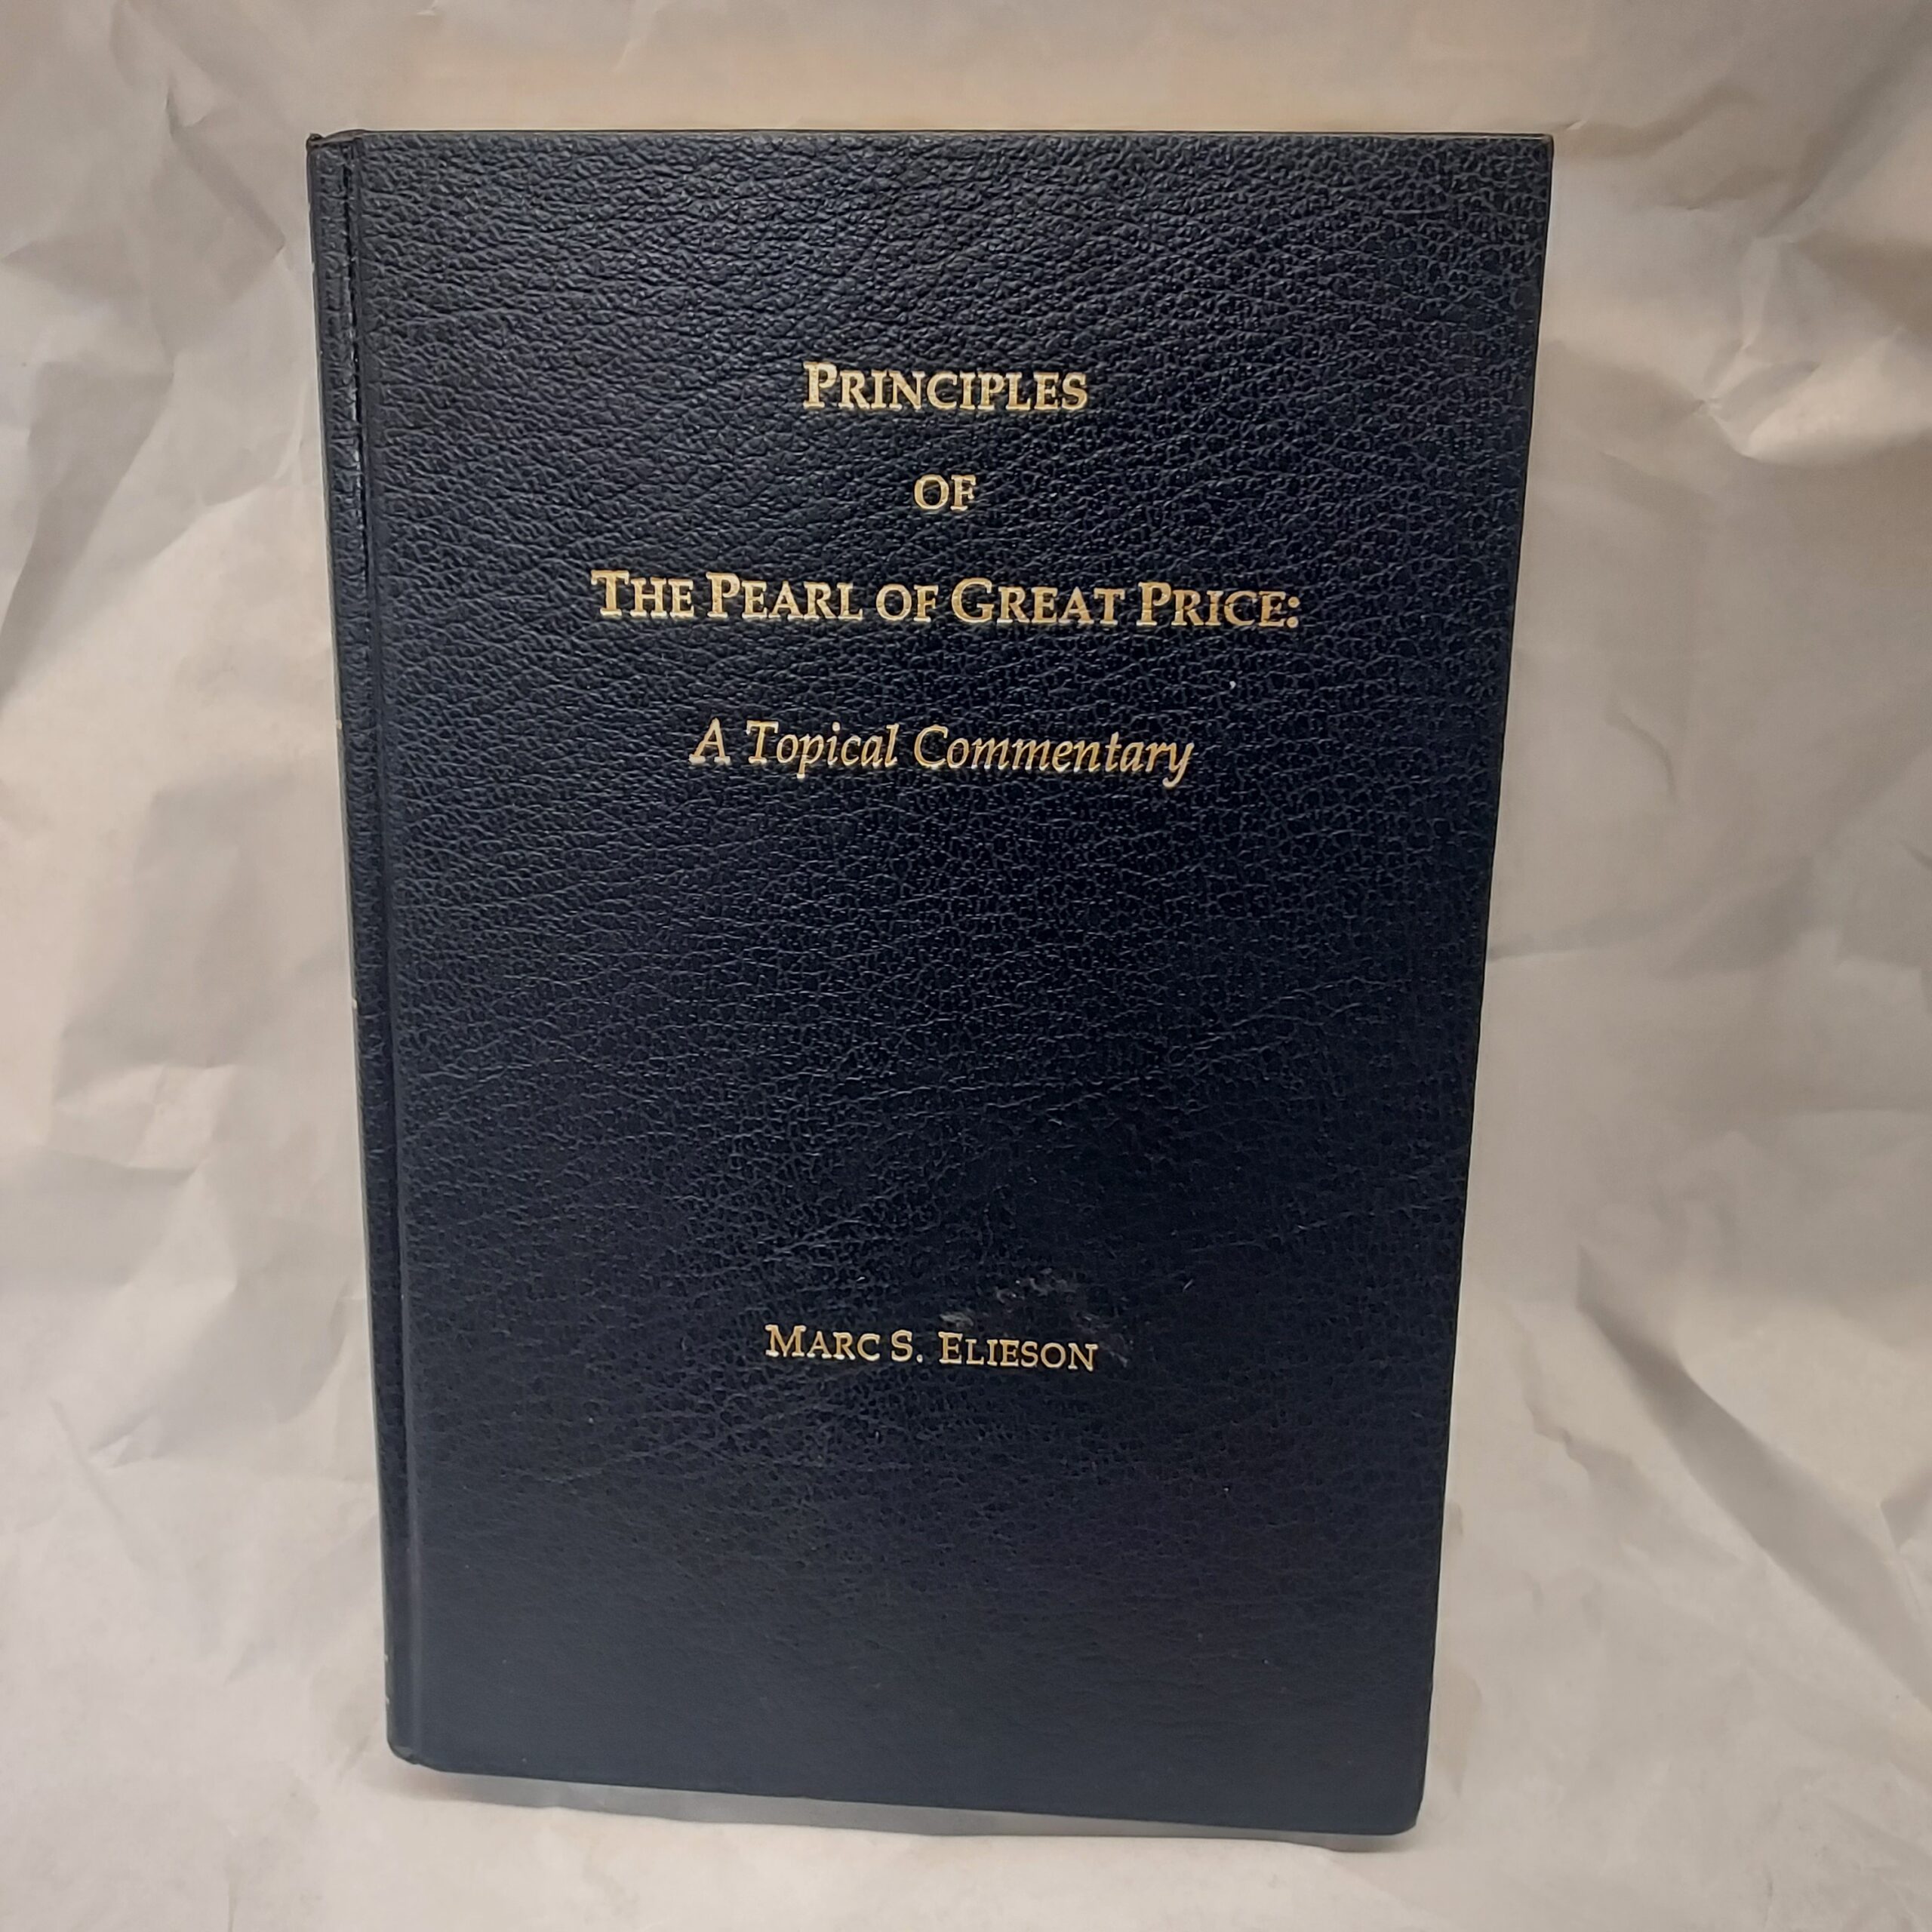 PRINCIPLES
OF
THE PEARL OF GREAT PRICE:
A Topical Commentary
MARC S. ELIESON